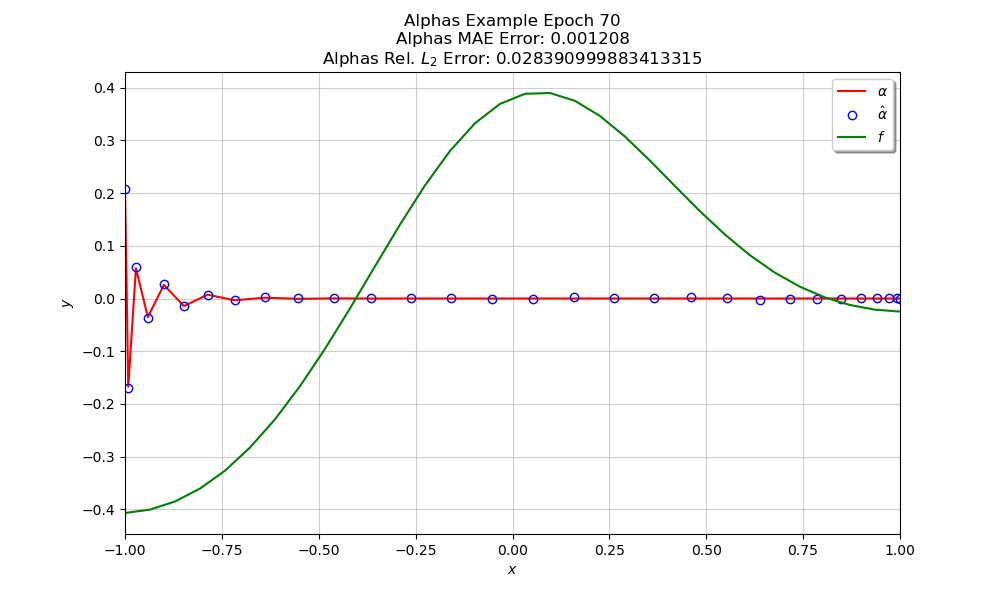 Alphas Example Epoch 70
Alphas MAE Error: 0.001208
Alphas Rel. L₂ Error: 0.028390999883413315
α
α̂
f
0.4
0.3
0.2
0.1
0.0
−0.1
−0.2
−0.3
−0.4
y
−1.00 −0.75 −0.50 −0.25 0.00 0.25 0.50 0.75 1.00
x